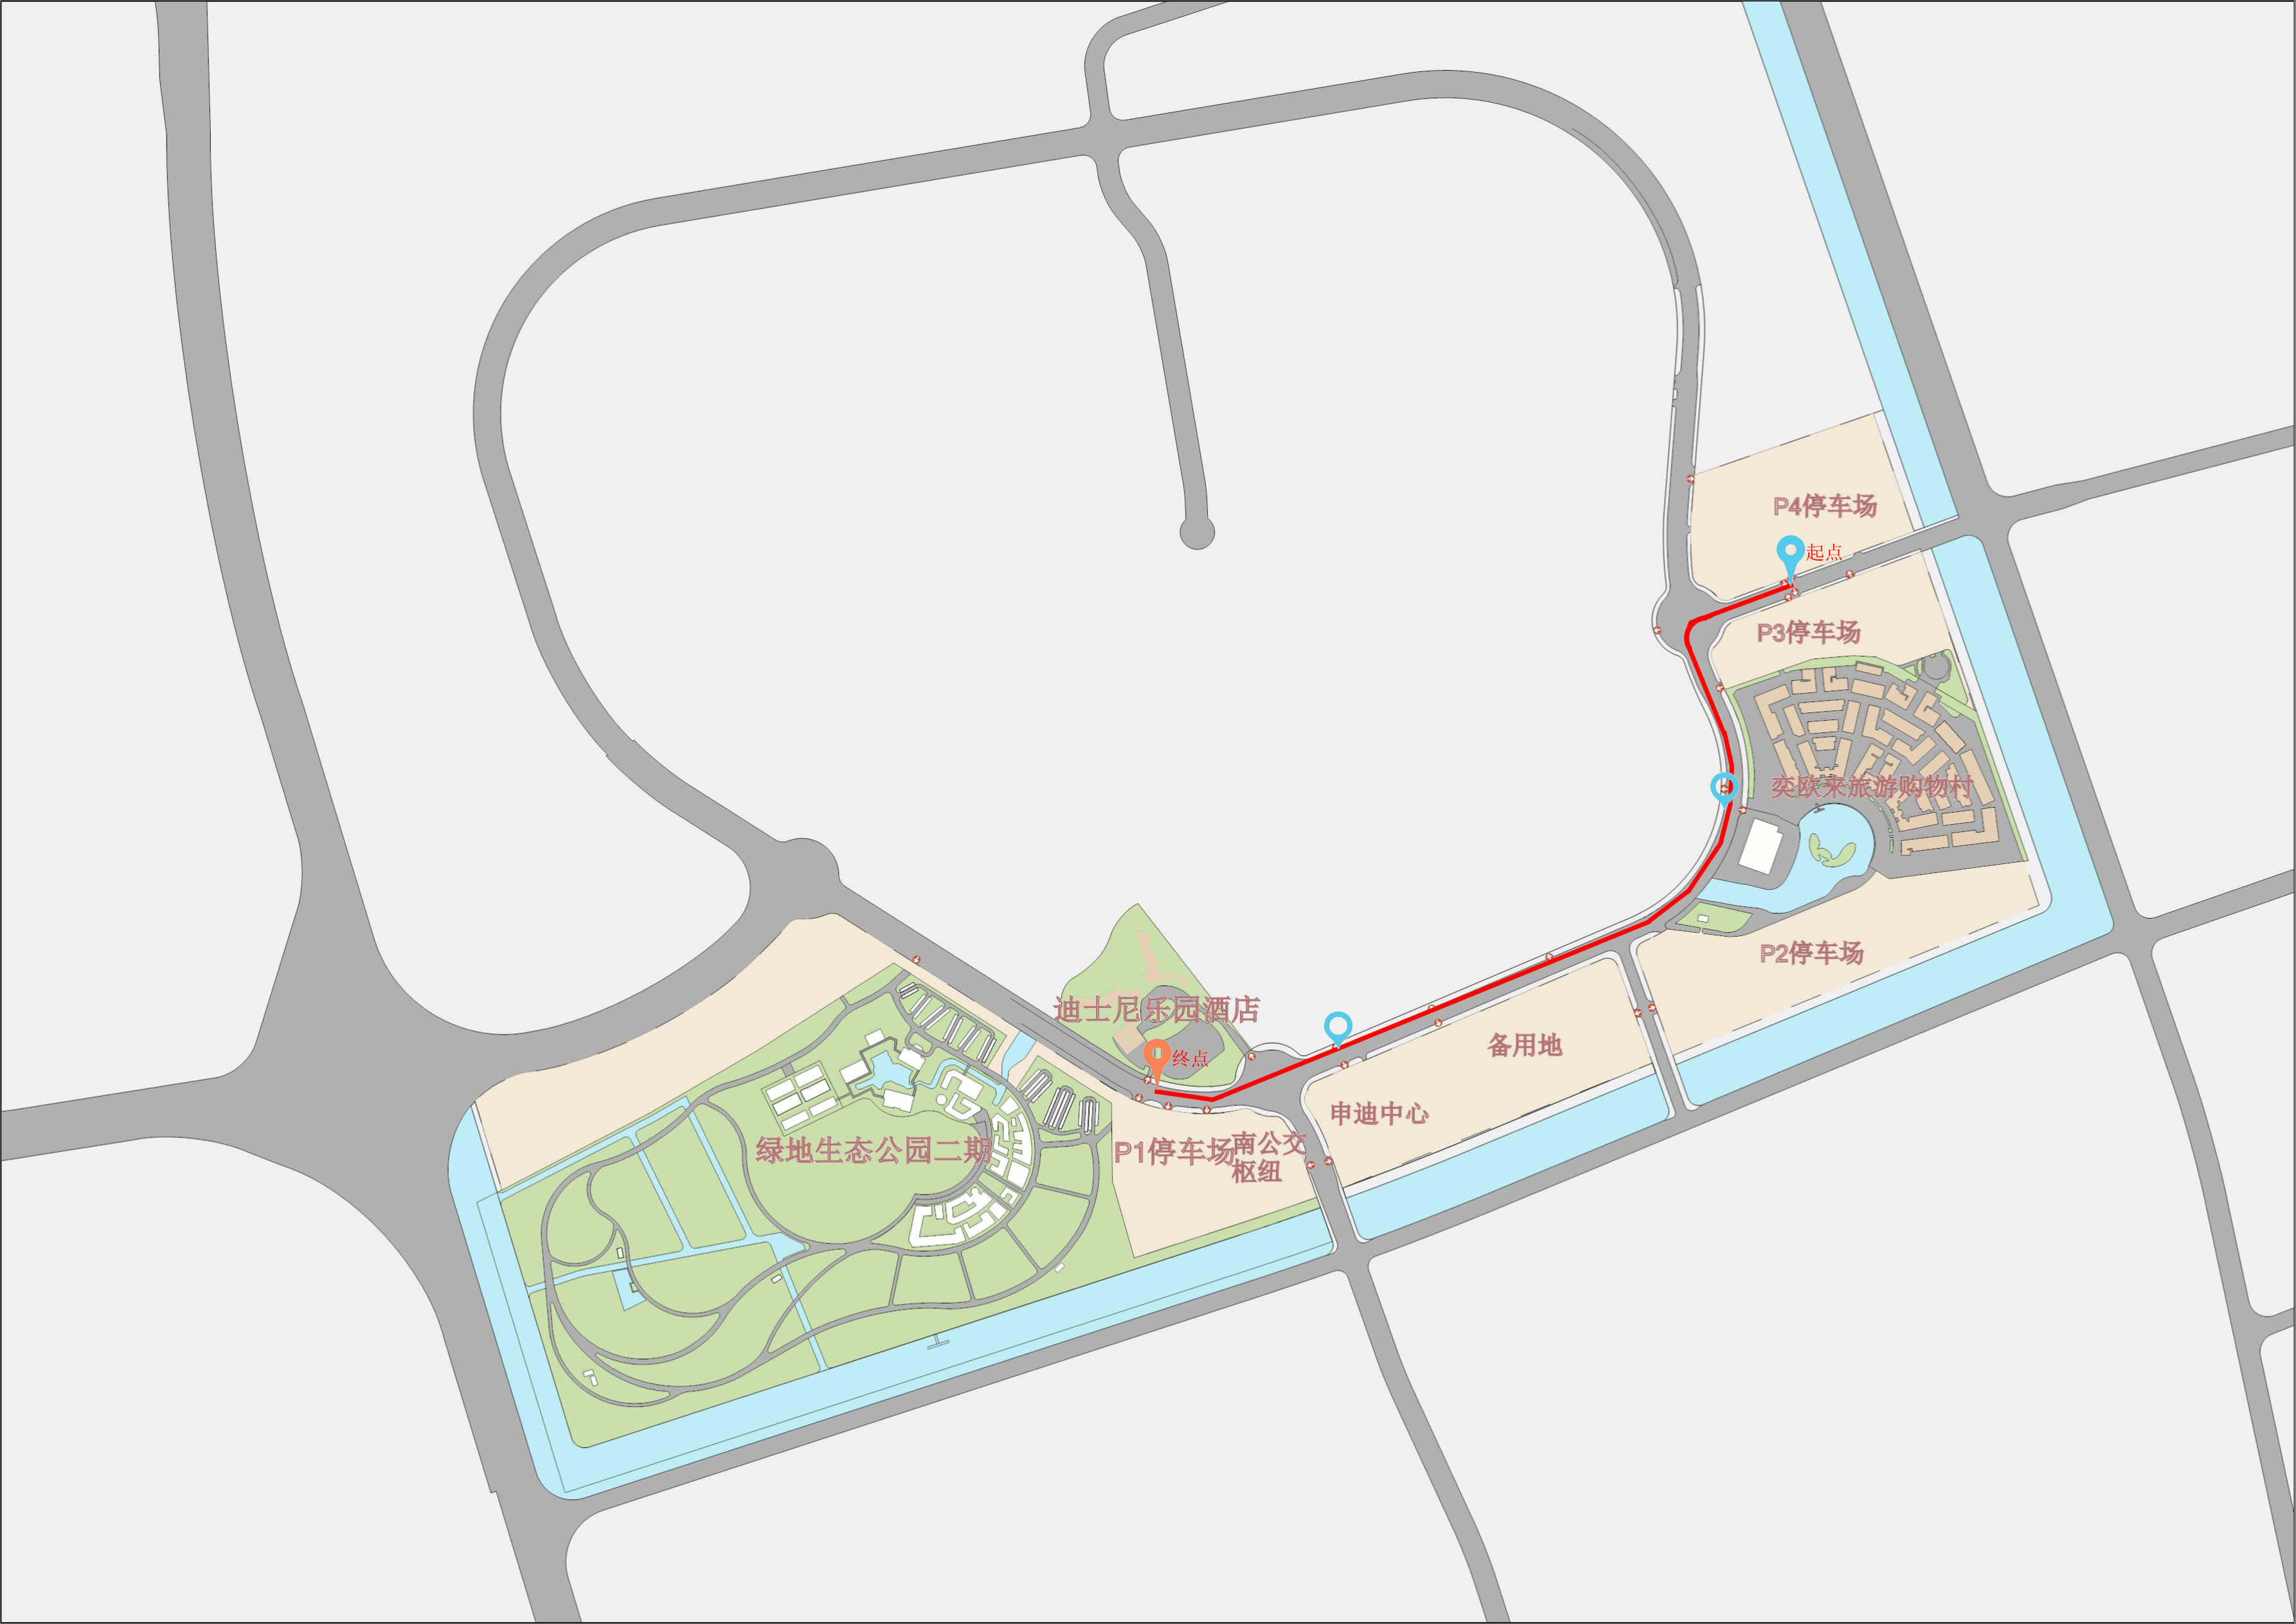 P4停车场
起点
P3停车场
奕欧来旅游购物村
P2停车场
迪士尼乐园酒店
备用地
终点
申迪中心
绿地生态公园二期
P1停车场
南公交
枢纽